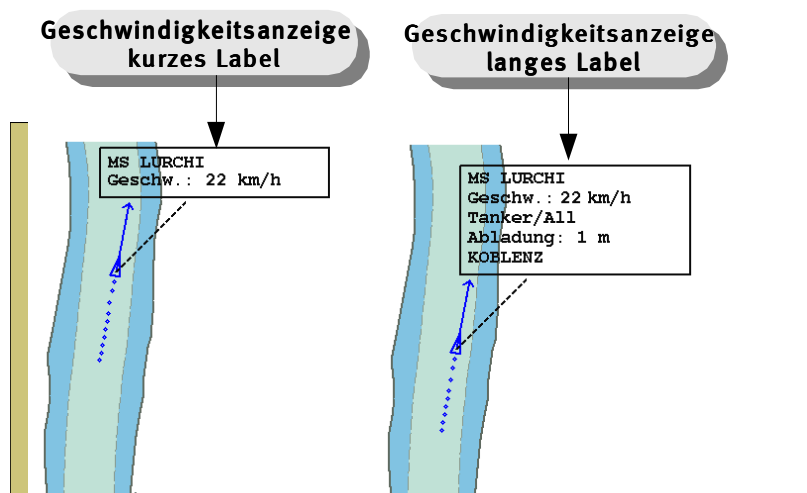 Geschwindigkeitsanzeige
kurzes Label
MS LURCHI
Geschw.: 22 km/h
Geschwindigkeitsanzeige
langes Label
MS LURCHI
Geschw.: 22 km/h
Tanker/All
Abladung: 1 m
KOBLENZ